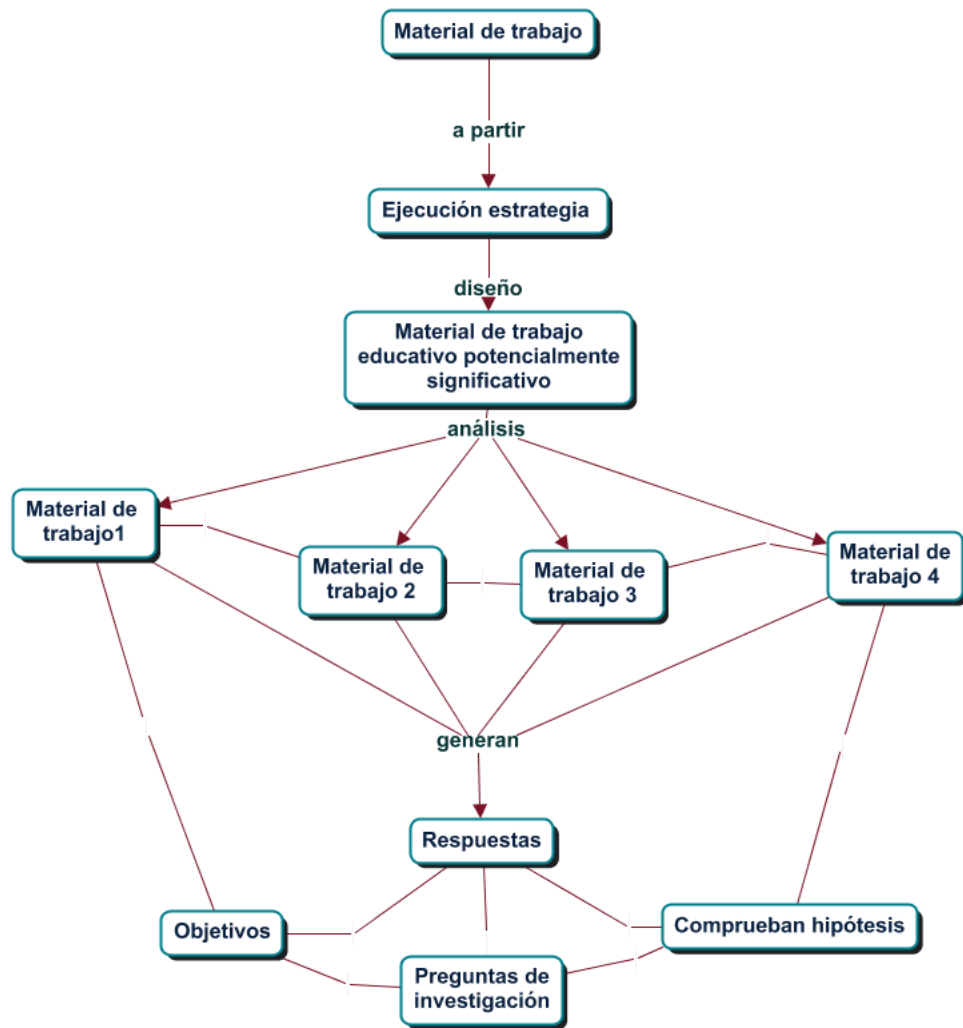 Material de trabajo
a partir
Ejecución estrategia
diseño
Material de trabajo
educativo potencialmente
significativo
análisis
Material de
trabajo1
Material de
trabajo 2
Material de
trabajo 3
Material de
trabajo 4
generan
Respuestas
Objetivos
Comprueban hipótesis
Preguntas de
investigación